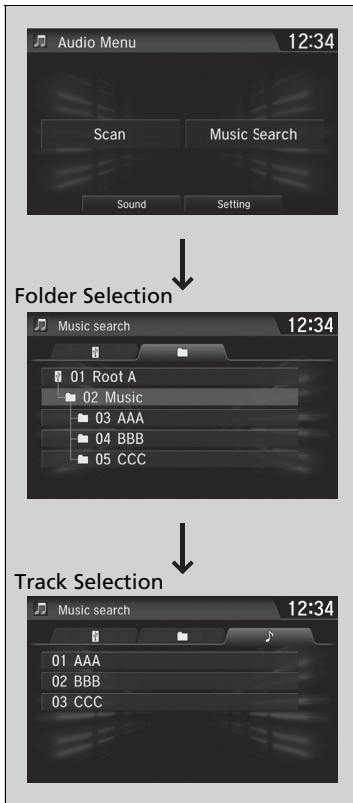 Audio Menu 12:34
Scan Music Search
Sound Setting
Folder Selection
Music search 12:34
01 Root A
02 Music
03 AAA
04 BBB
05 CCC
Track Selection
Music search 12:34
01 AAA
02 BBB
03 CCC